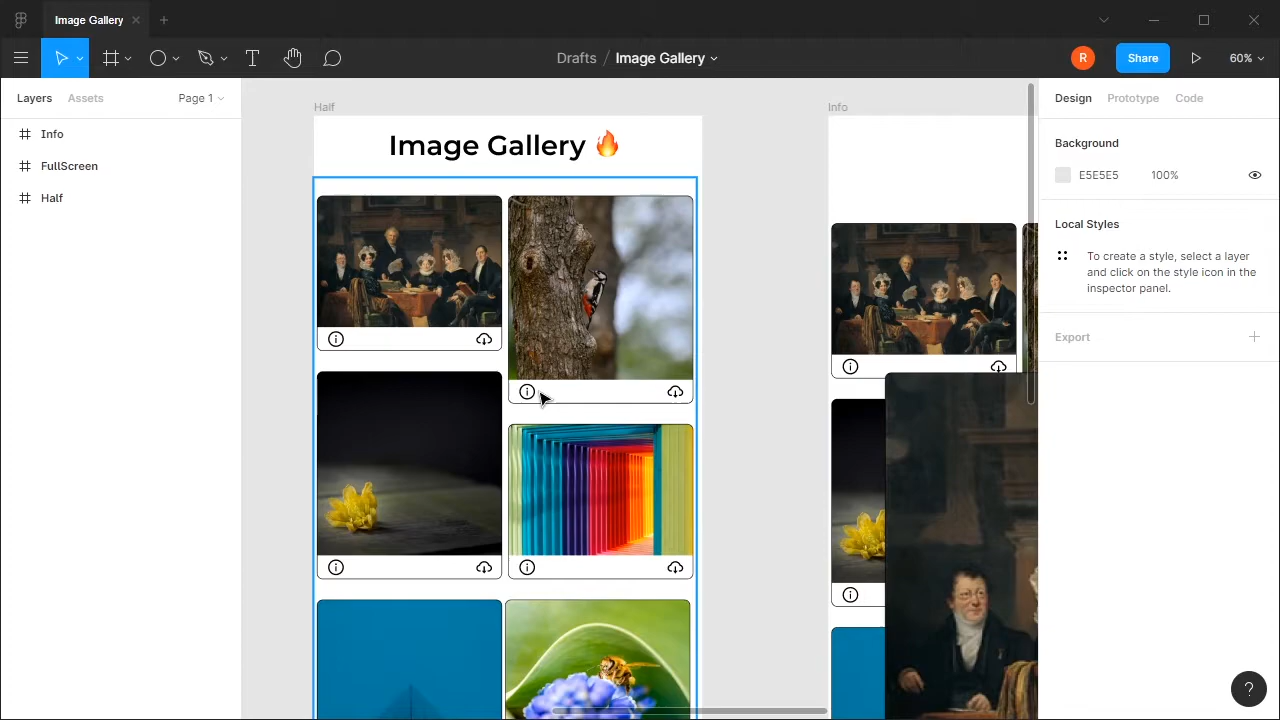 Image Gallery
Drafts / Image Gallery
R
Share
60%
Layers
Assets
Page 1
Info
FullScreen
Half
Half
Image Gallery 🔥
Info
Design
Prototype
Code
Background
E5E5E5
100%
Local Styles
To create a style, select a layer
and click on the style icon in the
inspector panel.
Export
?